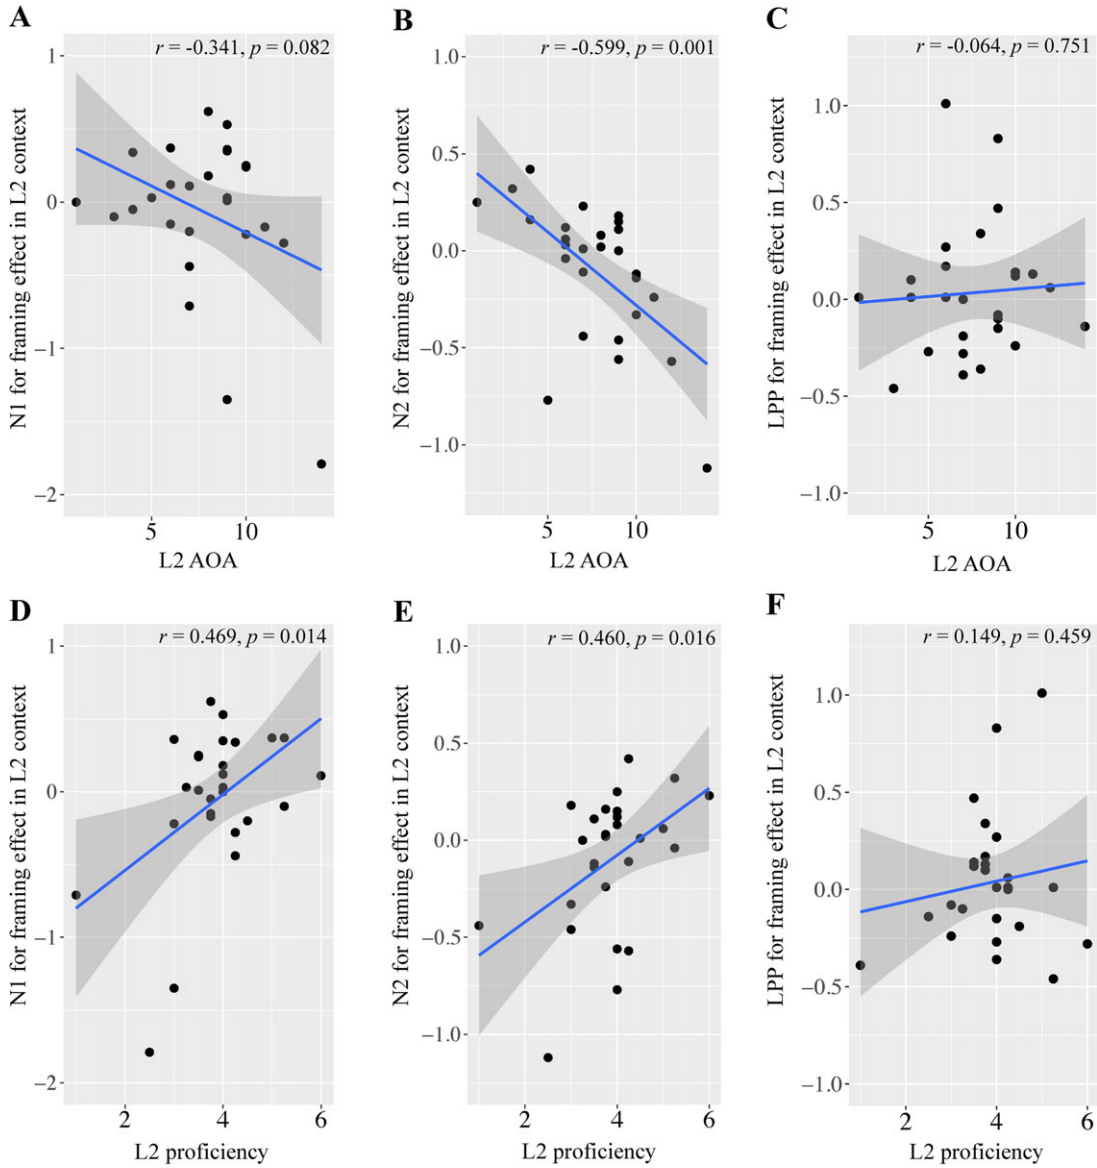 A
r = -0.341, p = 0.082
N1 for framing effect in L2 context
1
0
−1
−2
5
10
L2 AOA
B
r = -0.599, p = 0.001
N2 for framing effect in L2 context
1.0
0.5
0.0
−0.5
−1.0
5
10
L2 AOA
C
r = -0.064, p = 0.751
LPP for framing effect in L2 context
1.0
0.5
0.0
−0.5
−1.0
5
10
L2 AOA
D
r = 0.469, p = 0.014
N1 for framing effect in L2 context
1
0
−1
−2
2
4
6
L2 proficiency
E
r = 0.460, p = 0.016
N2 for framing effect in L2 context
1.0
0.5
0.0
−0.5
−1.0
2
4
6
L2 proficiency
F
r = 0.149, p = 0.459
LPP for framing effect in L2 context
1.0
0.5
0.0
−0.5
−1.0
2
4
6
L2 proficiency